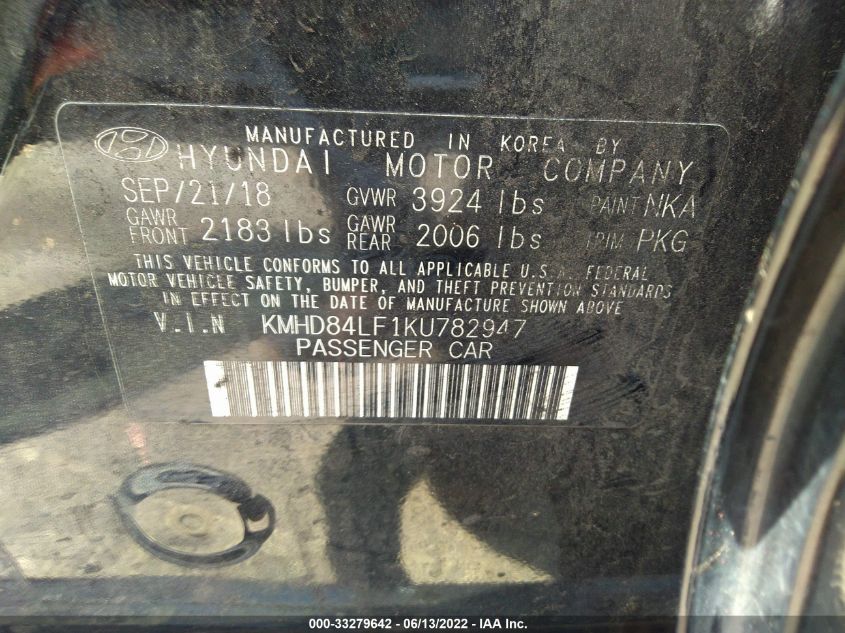 MANUFACTURED IN KOREA BY
HYUNDAI MOTOR COMPANY
SEP/21/18 GVWR 3924 lbs PAINT NKA
GAWR FRONT 2183 lbs GAWR REAR 2006 lbs TRIM PKG
THIS VEHICLE CONFORMS TO ALL APPLICABLE U.S.A. FEDERAL
MOTOR VEHICLE SAFETY, BUMPER, AND THEFT PREVENTION STANDARDS
IN EFFECT ON THE DATE OF MANUFACTURE SHOWN ABOVE
V.I.N KMHD84LF1KU782947
PASSENGER CAR
000-33279642 - 06/13/2022 - IAA Inc.